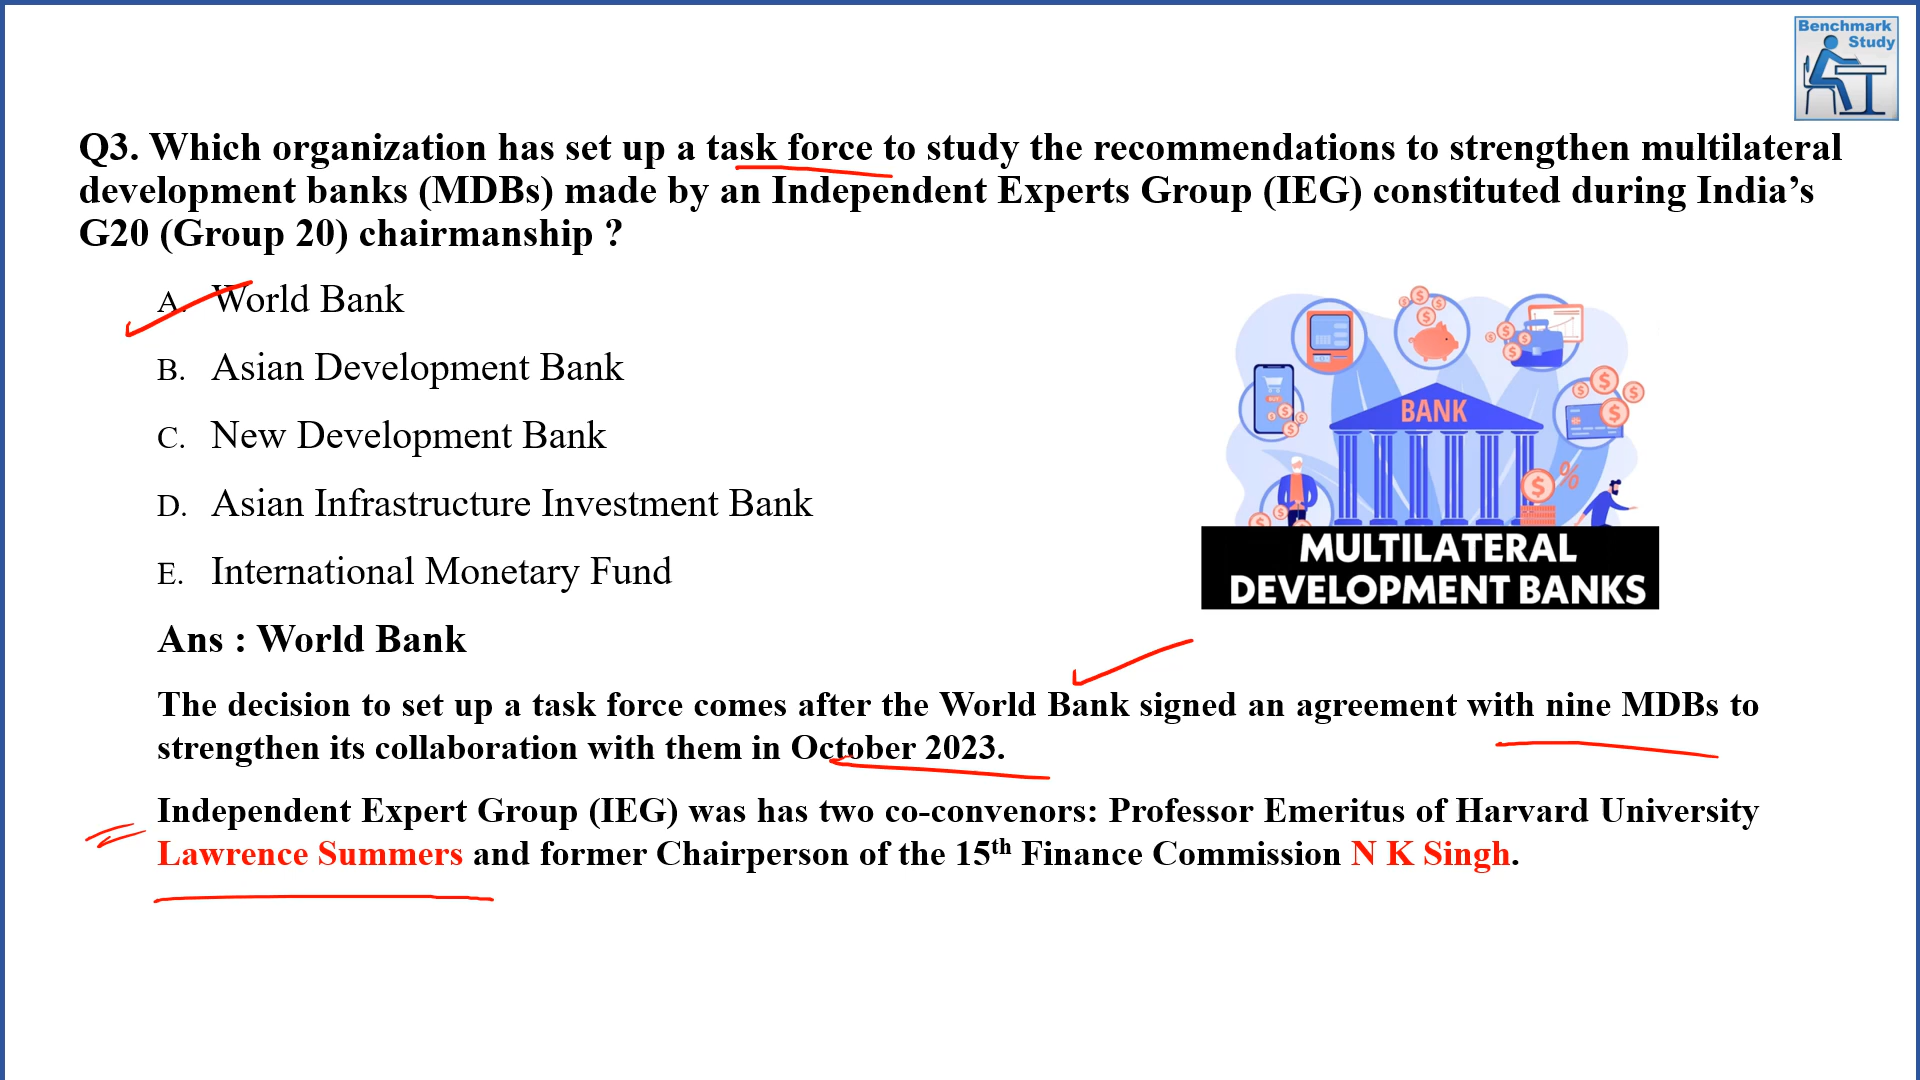 Benchmark
Study
Q3. Which organization has set up a task force to study the recommendations to strengthen multilateral
development banks (MDBs) made by an Independent Experts Group (IEG) constituted during India’s
G20 (Group 20) chairmanship ?
A. World Bank
B. Asian Development Bank
C. New Development Bank
D. Asian Infrastructure Investment Bank
E. International Monetary Fund
BANK
%
MULTILATERAL
DEVELOPMENT BANKS
Ans : World Bank
The decision to set up a task force comes after the World Bank signed an agreement with nine MDBs to
strengthen its collaboration with them in October 2023.
Independent Expert Group (IEG) was has two co-convenors: Professor Emeritus of Harvard University
Lawrence Summers and former Chairperson of the 15th Finance Commission N K Singh.